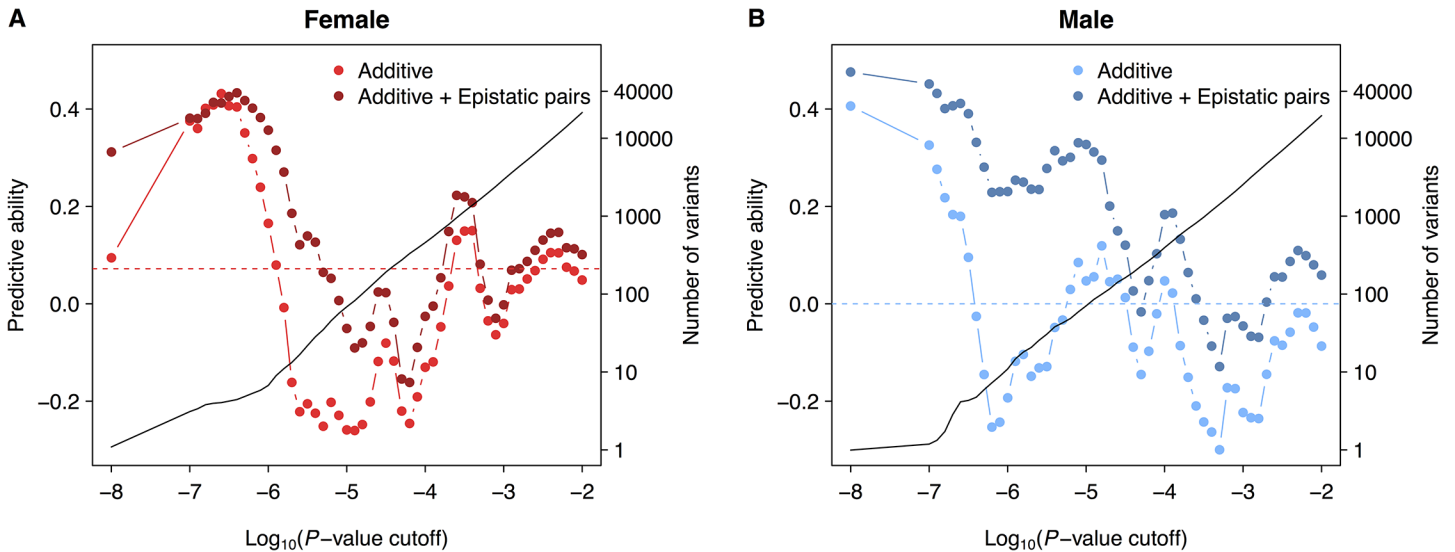 A
Female
Additive
Additive + Epistatic pairs
Predictive ability
0.4
0.2
0.0
−0.2
40000
10000
1000
100
10
1
Number of variants
−8 −7 −6 −5 −4 −3 −2
Log10(P−value cutoff)
B
Male
Additive
Additive + Epistatic pairs
Predictive ability
0.4
0.2
0.0
−0.2
40000
10000
1000
100
10
1
Number of variants
−8 −7 −6 −5 −4 −3 −2
Log10(P−value cutoff)